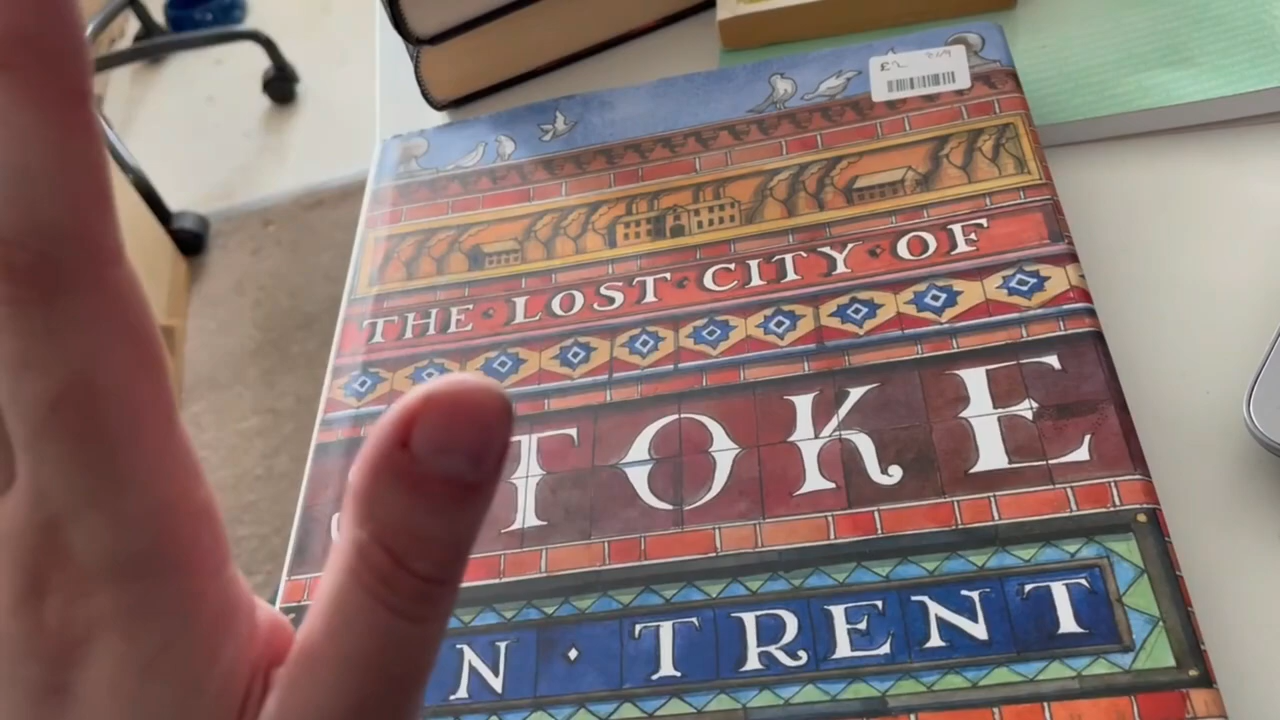 £2
THE · LOST · CITY · OF
TOKE
N · TRENT